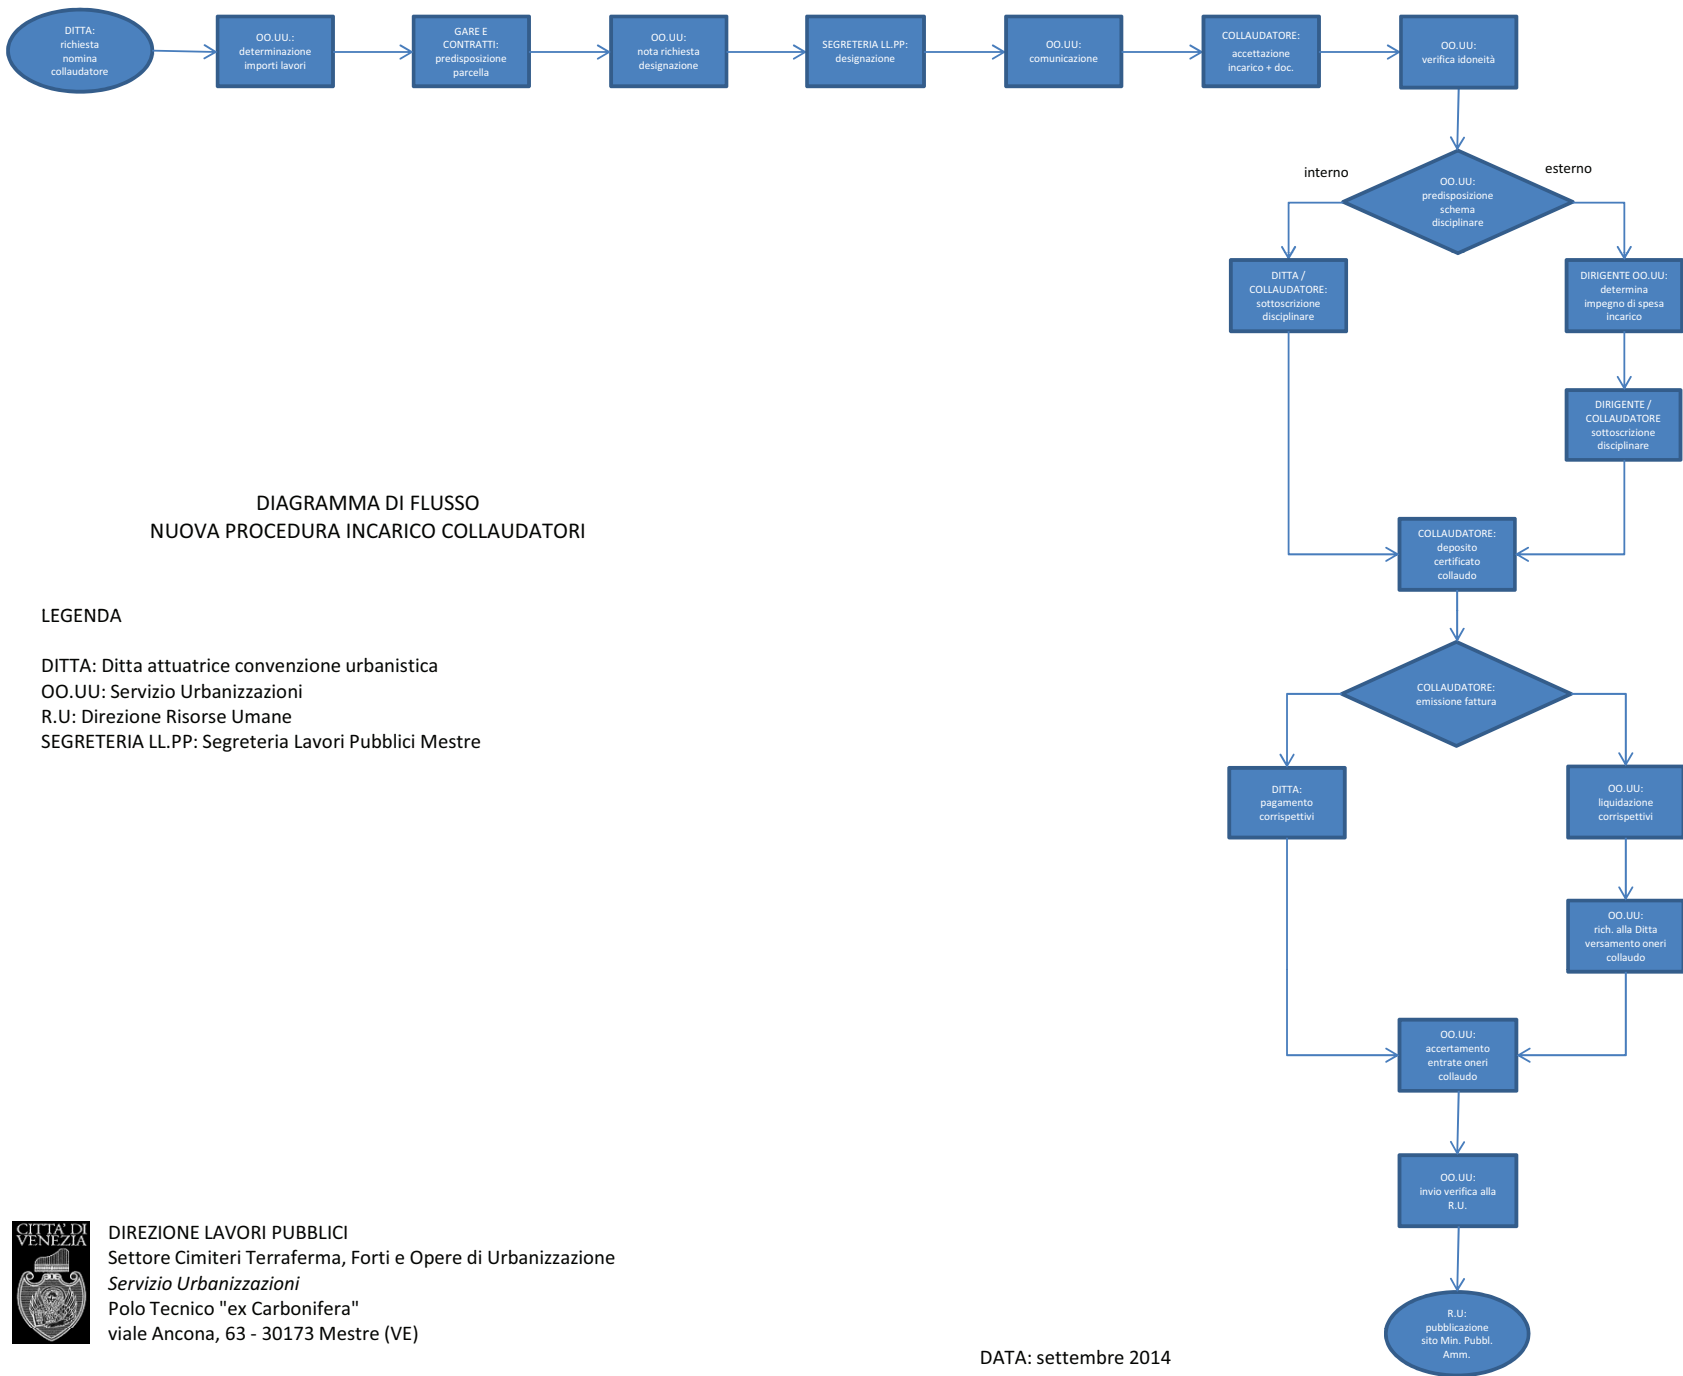 DITTA:
richiesta
nomina
collaudatore
OO.UU.:
determinazione
importi lavori
GARE E
CONTRATTI:
predisposizione
parcella
OO.UU:
nota richiesta
designazione
SEGRETERIA LL.PP:
designazione
OO.UU:
comunicazione
COLLAUDATORE:
accettazione
incarico + doc.
OO.UU:
verifica idoneità
interno
esterno
OO.UU:
predisposizione
schema
disciplinare
DITTA /
COLLAUDATORE:
sottoscrizione
disciplinare
DIRIGENTE OO.UU:
determina
impegno di spesa
incarico
DIRIGENTE /
COLLAUDATORE
sottoscrizione
disciplinare
DIAGRAMMA DI FLUSSO
NUOVA PROCEDURA INCARICO COLLAUDATORI
COLLAUDATORE:
deposito
certificato
collaudo
LEGENDA
DITTA: Ditta attuatrice convenzione urbanistica
OO.UU: Servizio Urbanizzazioni
R.U: Direzione Risorse Umane
SEGRETERIA LL.PP: Segreteria Lavori Pubblici Mestre
COLLAUDATORE:
emissione fattura
DITTA:
pagamento
corrispettivi
OO.UU:
liquidazione
corrispettivi
OO.UU:
rich. alla Ditta
versamento oneri
collaudo
OO.UU:
accertamento
entrate oneri
collaudo
OO.UU:
invio verifica alla
R.U.
R.U:
pubblicazione
sito Min. Pubbl.
Amm.
CITTA' DI
VENEZIA
DIREZIONE LAVORI PUBBLICI
Settore Cimiteri Terraferma, Forti e Opere di Urbanizzazione
Servizio Urbanizzazioni
Polo Tecnico "ex Carbonifera"
viale Ancona, 63 - 30173 Mestre (VE)
DATA: settembre 2014